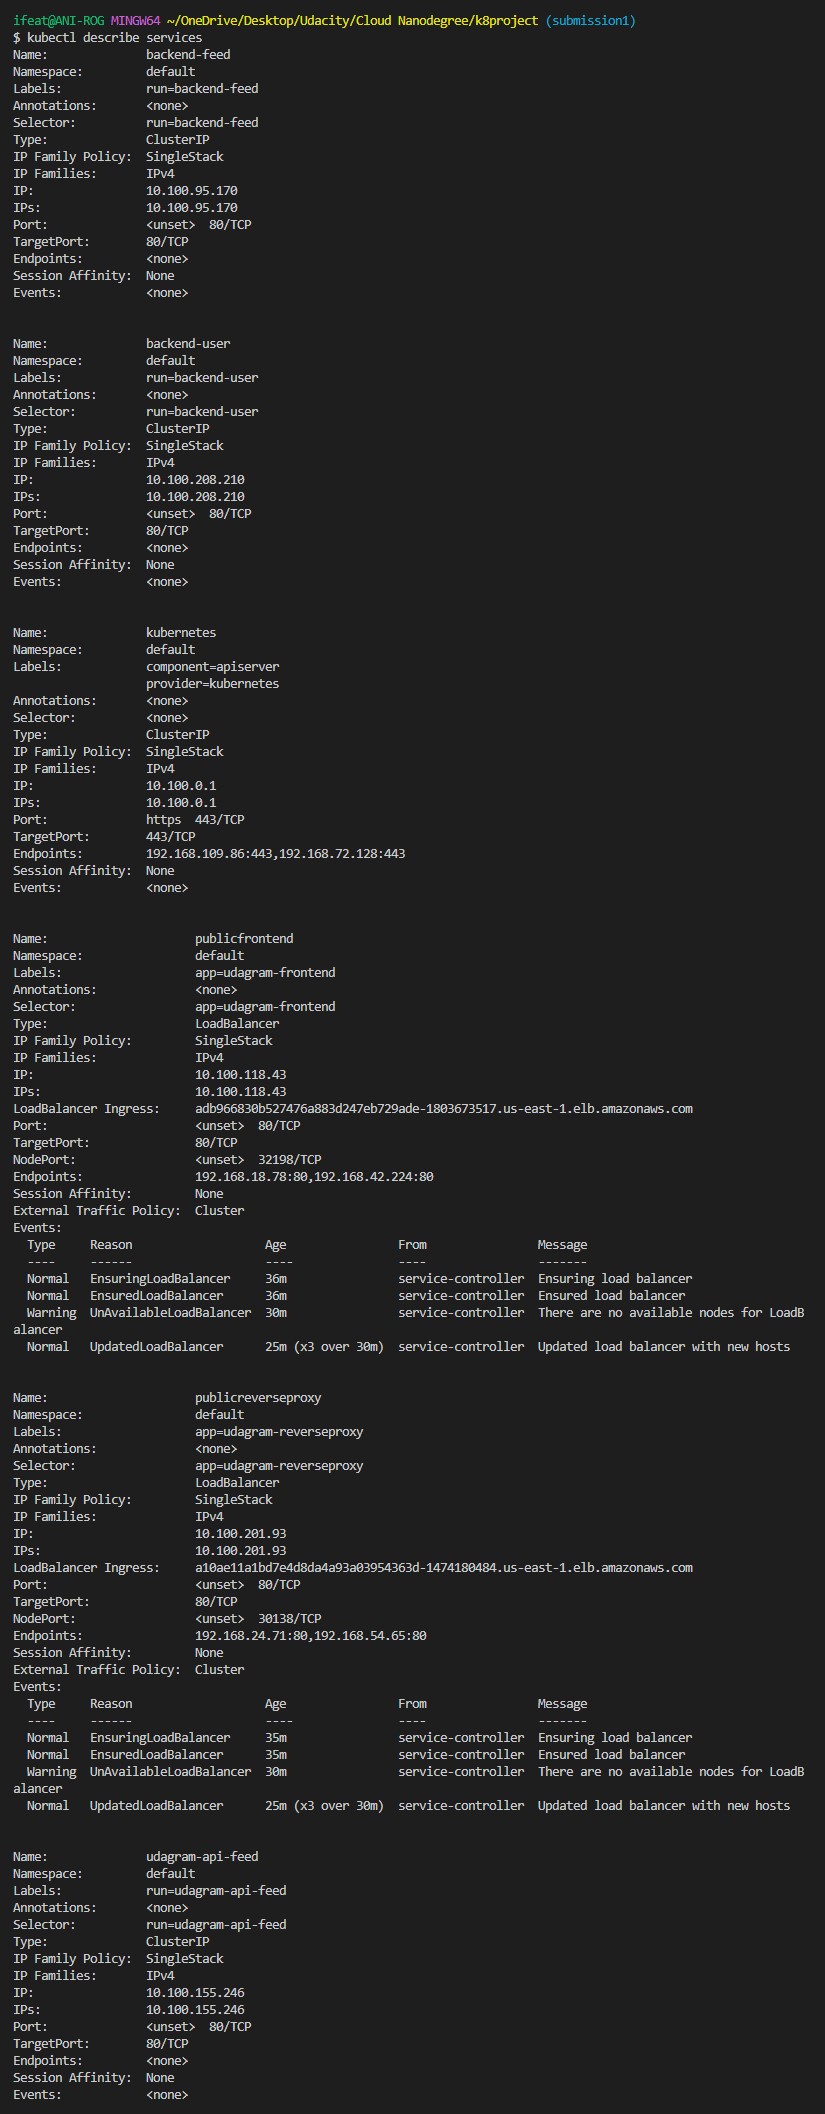 ifeat@ANI-ROG MINGW64 ~/OneDrive/Desktop/Udacity/Cloud Nanodegree/k8project (submission1)
$ kubectl describe services
Name:              backend-feed
Namespace:         default
Labels:            run=backend-feed
Annotations:       <none>
Selector:          run=backend-feed
Type:              ClusterIP
IP Family Policy:  SingleStack
IP Families:       IPv4
IP:                10.100.95.170
IPs:               10.100.95.170
Port:              <unset>  80/TCP
TargetPort:        80/TCP
Endpoints:         <none>
Session Affinity:  None
Events:            <none>

Name:              backend-user
Namespace:         default
Labels:            run=backend-user
Annotations:       <none>
Selector:          run=backend-user
Type:              ClusterIP
IP Family Policy:  SingleStack
IP Families:       IPv4
IP:                10.100.208.210
IPs:               10.100.208.210
Port:              <unset>  80/TCP
TargetPort:        80/TCP
Endpoints:         <none>
Session Affinity:  None
Events:            <none>

Name:              kubernetes
Namespace:         default
Labels:            component=apiserver
                   provider=kubernetes
Annotations:       <none>
Selector:          <none>
Type:              ClusterIP
IP Family Policy:  SingleStack
IP Families:       IPv4
IP:                10.100.0.1
IPs:               10.100.0.1
Port:              https  443/TCP
TargetPort:        443/TCP
Endpoints:         192.168.109.86:443,192.168.72.128:443
Session Affinity:  None
Events:            <none>

Name:                     publicfrontend
Namespace:                default
Labels:                   app=udagram-frontend
Annotations:              <none>
Selector:                 app=udagram-frontend
Type:                     LoadBalancer
IP Family Policy:         SingleStack
IP Families:              IPv4
IP:                       10.100.118.43
IPs:                      10.100.118.43
LoadBalancer Ingress:     adb966830b527476a883d247eb729ade-1803673517.us-east-1.elb.amazonaws.com
Port:                     <unset>  80/TCP
TargetPort:               80/TCP
NodePort:                 <unset>  32198/TCP
Endpoints:                192.168.18.78:80,192.168.42.224:80
Session Affinity:         None
External Traffic Policy:  Cluster
Events:
  Type     Reason                   Age                From                Message
  ----     ------                   ----               ----                -------
  Normal   EnsuringLoadBalancer     36m                service-controller  Ensuring load balancer
  Normal   EnsuredLoadBalancer      36m                service-controller  Ensured load balancer
  Warning  UnAvailableLoadBalancer  30m                service-controller  There are no available nodes for LoadB
alancer
  Normal   UpdatedLoadBalancer      25m (x3 over 30m)  service-controller  Updated load balancer with new hosts

Name:                     publicreverseproxy
Namespace:                default
Labels:                   app=udagram-reverseproxy
Annotations:              <none>
Selector:                 app=udagram-reverseproxy
Type:                     LoadBalancer
IP Family Policy:         SingleStack
IP Families:              IPv4
IP:                       10.100.201.93
IPs:                      10.100.201.93
LoadBalancer Ingress:     a10ae11a1bd7e4d8da4a93a03954363d-1474180484.us-east-1.elb.amazonaws.com
Port:                     <unset>  80/TCP
TargetPort:               80/TCP
NodePort:                 <unset>  30138/TCP
Endpoints:                192.168.24.71:80,192.168.54.65:80
Session Affinity:         None
External Traffic Policy:  Cluster
Events:
  Type     Reason                   Age                From                Message
  ----     ------                   ----               ----                -------
  Normal   EnsuringLoadBalancer     35m                service-controller  Ensuring load balancer
  Normal   EnsuredLoadBalancer      35m                service-controller  Ensured load balancer
  Warning  UnAvailableLoadBalancer  30m                service-controller  There are no available nodes for LoadB
alancer
  Normal   UpdatedLoadBalancer      25m (x3 over 30m)  service-controller  Updated load balancer with new hosts

Name:              udagram-api-feed
Namespace:         default
Labels:            run=udagram-api-feed
Annotations:       <none>
Selector:          run=udagram-api-feed
Type:              ClusterIP
IP Family Policy:  SingleStack
IP Families:       IPv4
IP:                10.100.155.246
IPs:               10.100.155.246
Port:              <unset>  80/TCP
TargetPort:        80/TCP
Endpoints:         <none>
Session Affinity:  None
Events:            <none>